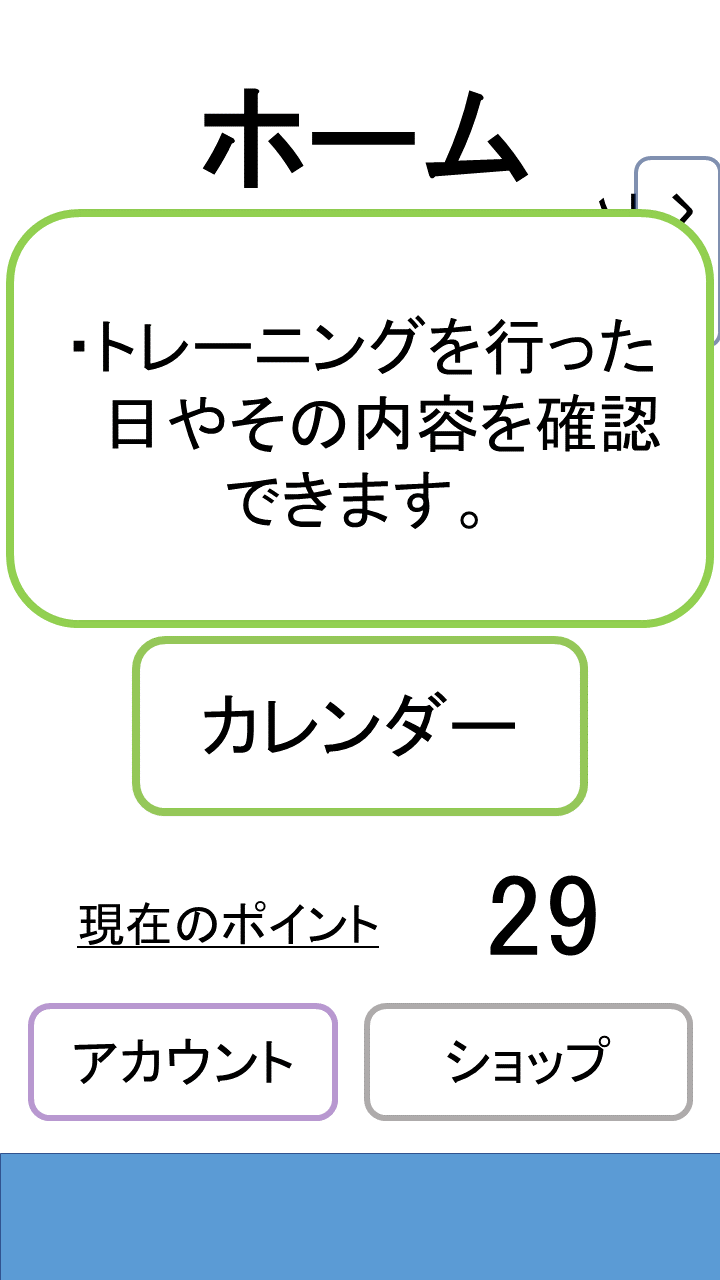 ホーム
・トレーニングを行った
日やその内容を確認
できます。
カレンダー
現在のポイント 29
アカウント
ショップ